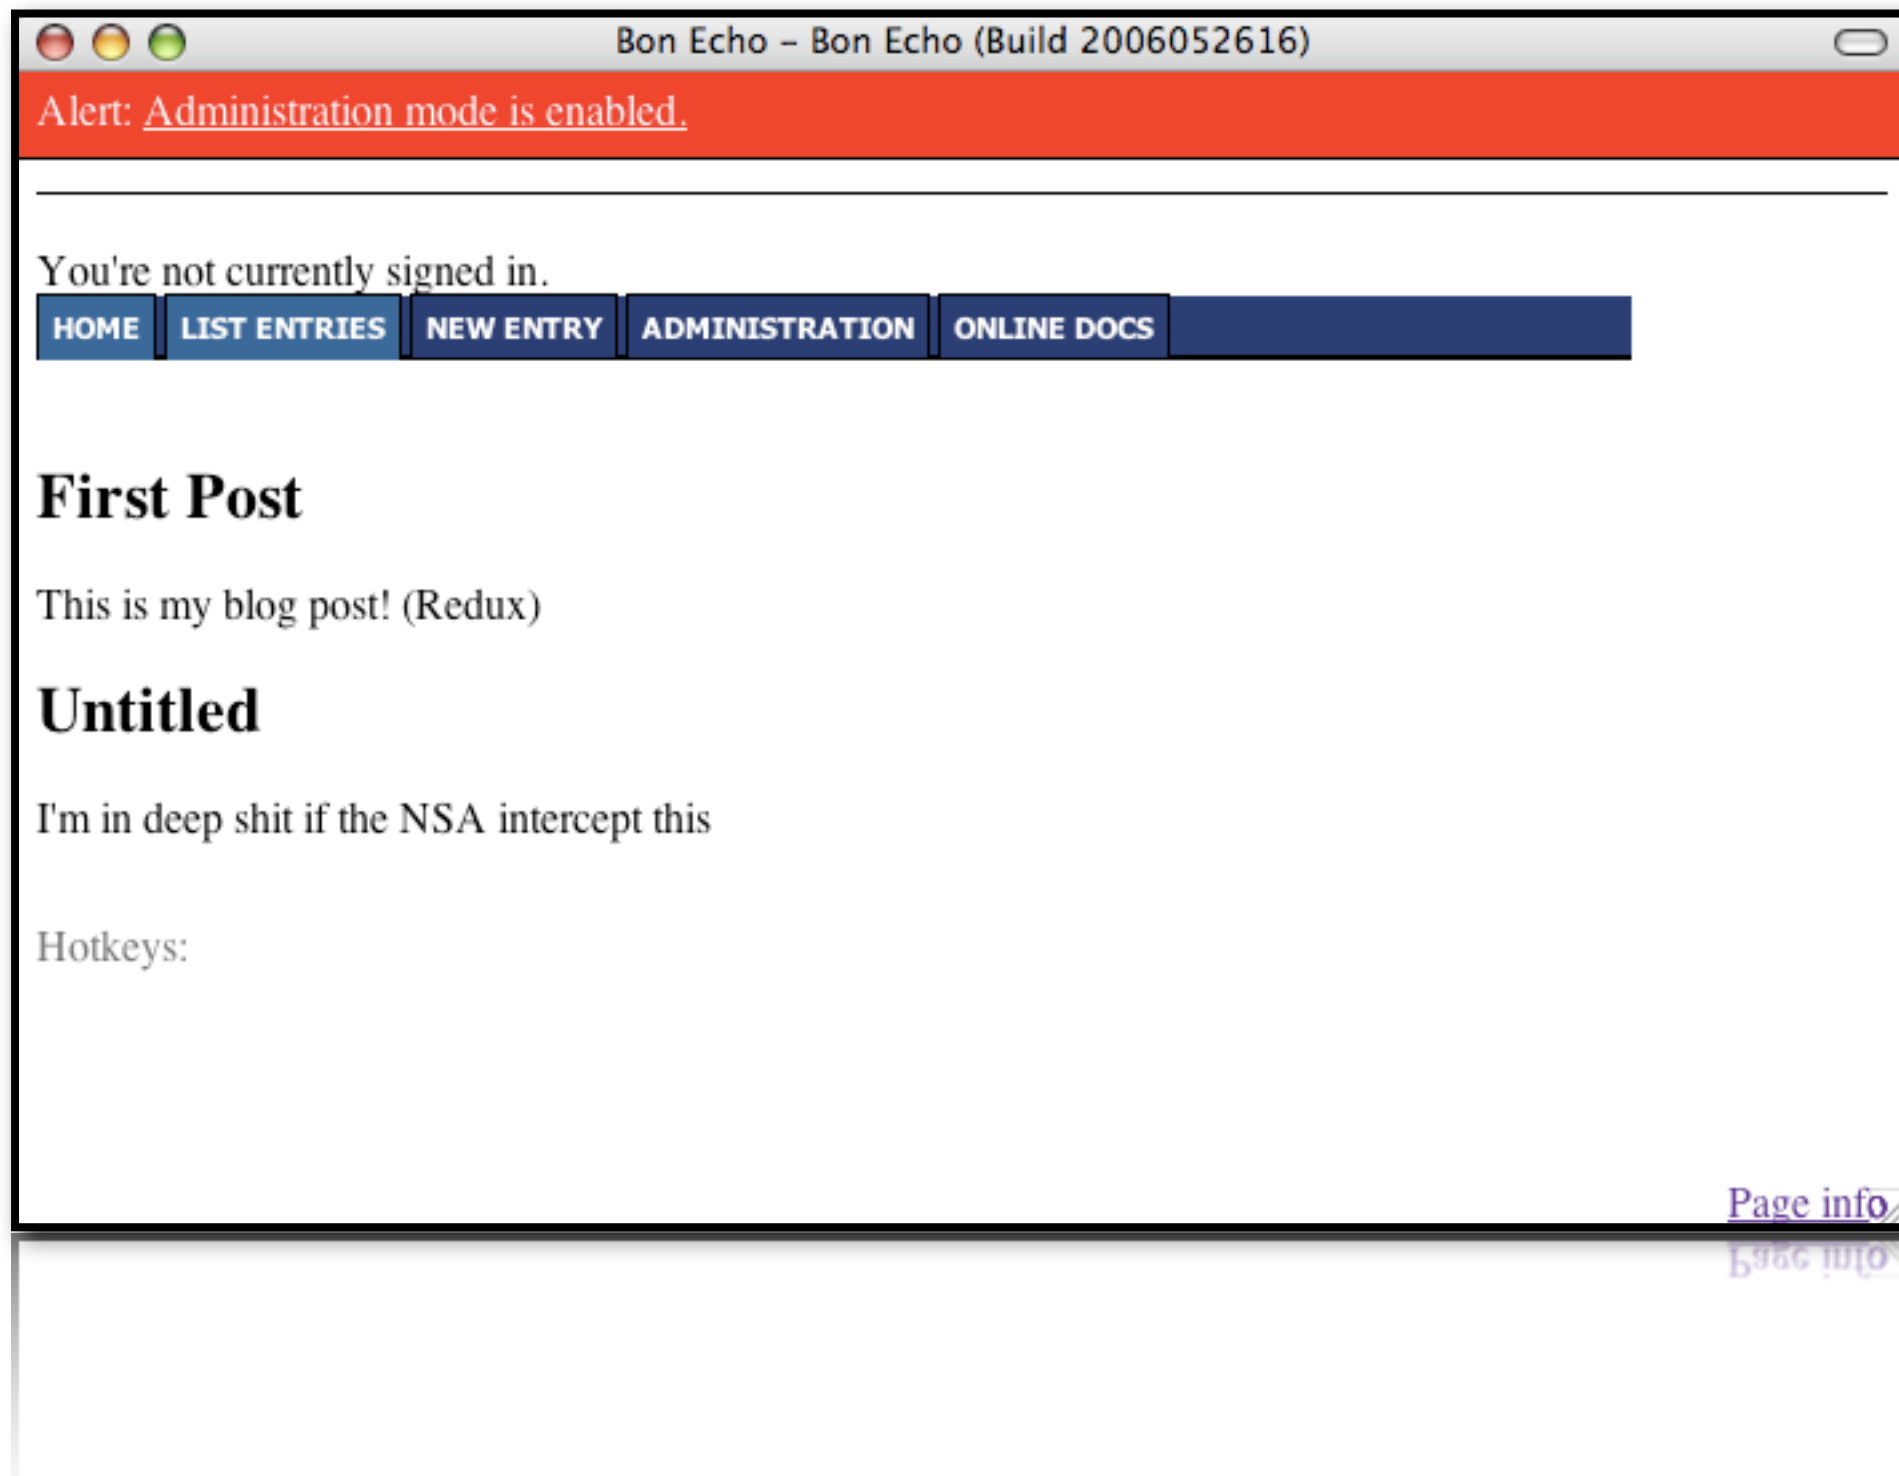 Bon Echo – Bon Echo (Build 2006052616)
Alert: Administration mode is enabled.
You're not currently signed in.
HOME LIST ENTRIES NEW ENTRY ADMINISTRATION ONLINE DOCS
First Post
This is my blog post! (Redux)
Untitled
I'm in deep shit if the NSA intercept this
Hotkeys:
Page info
Page info